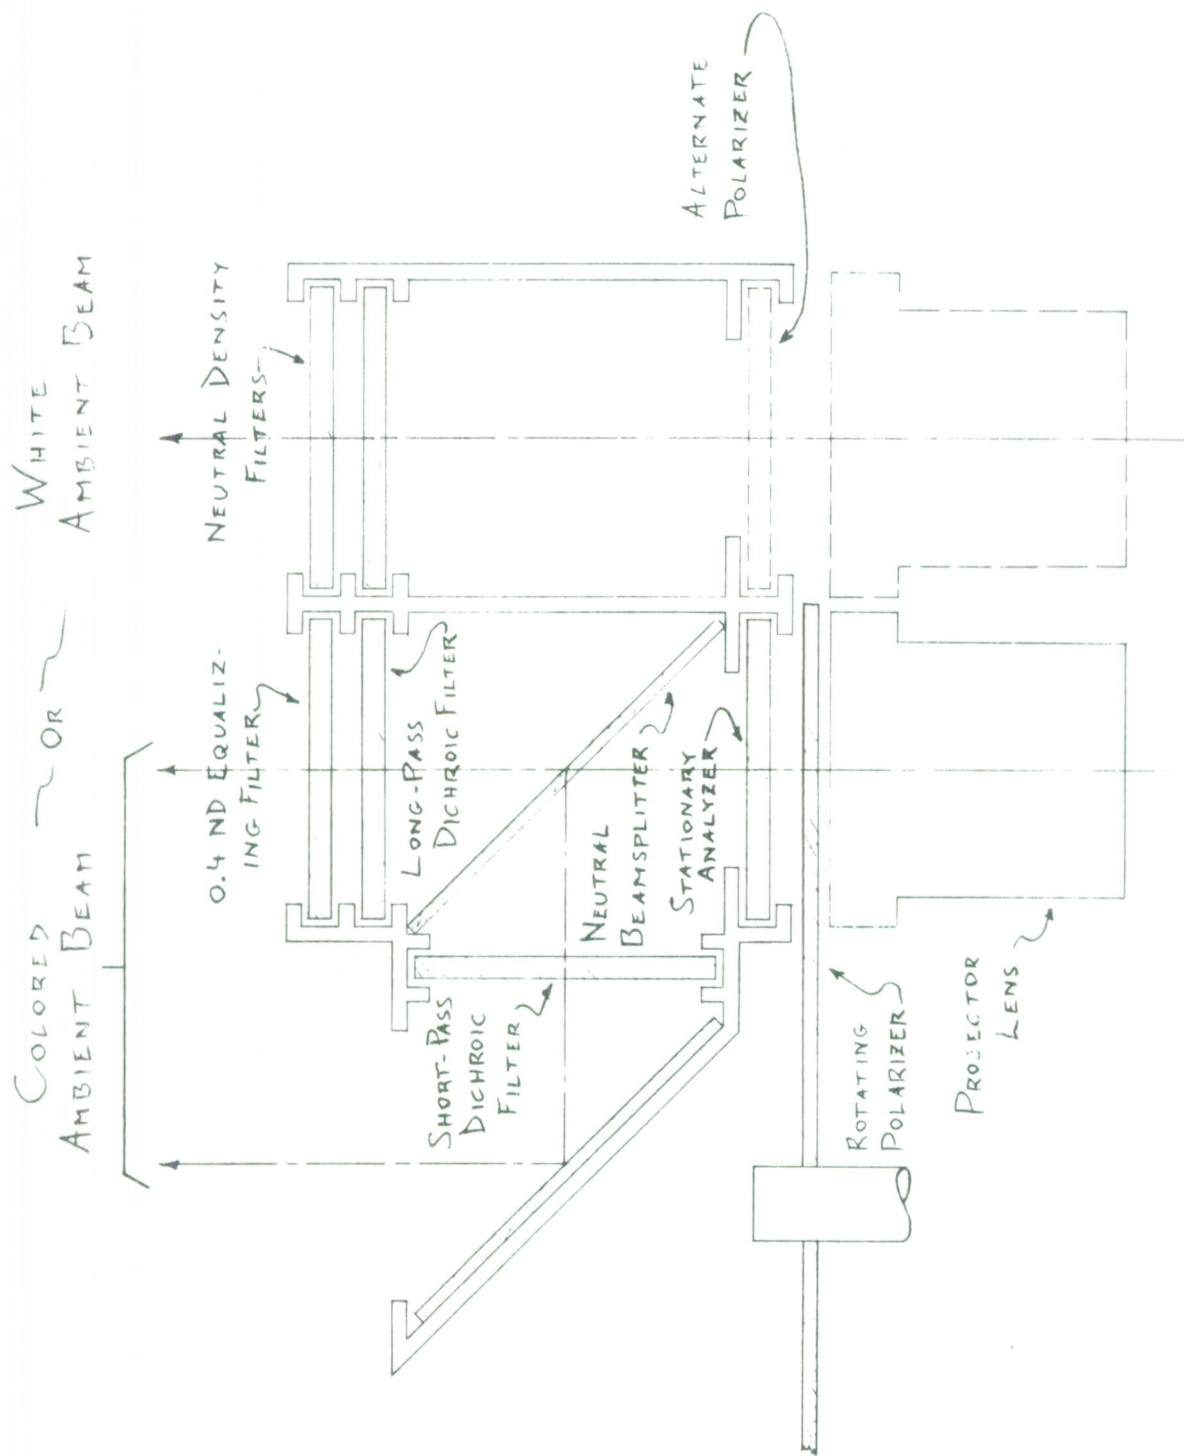 COLORED
AMBIENT BEAM
~ OR ~
WHITE
AMBIENT BEAM
0.4 ND EQUALIZ-
ING FILTER
NEUTRAL DENSITY
FILTERS
LONG-PASS
DICHROIC FILTER
SHORT-PASS
DICHROIC
FILTER
NEUTRAL
BEAMSPLITTER
STATIONARY
ANALYZER
ALTERNATE
POLARIZER
ROTATING
POLARIZER
PROJECTOR
LENS